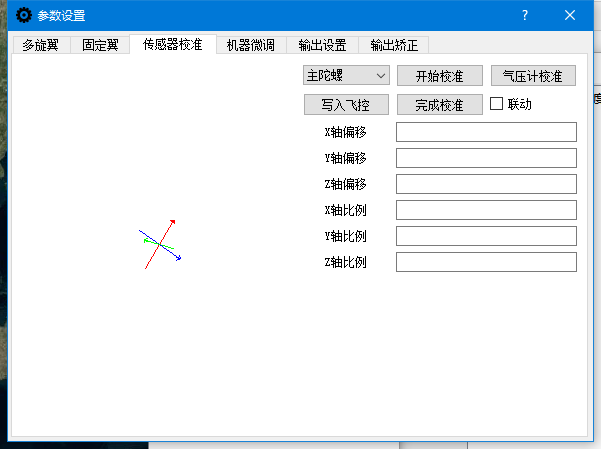 参数设置
多旋翼 固定翼 传感器校准 机器微调 输出设置 输出矫正
主陀螺 开始校准 气压计校准
写入飞控 完成校准 联动
X轴偏移
Y轴偏移
Z轴偏移
X轴比例
Y轴比例
Z轴比例
度